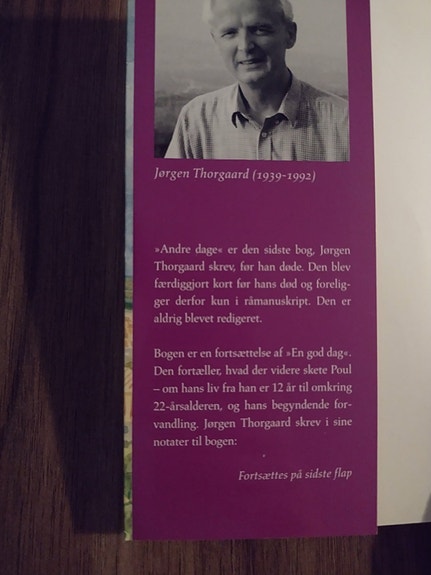 Jørgen Thorgaard (1939-1992)
»Andre dage« er den sidste bog, Jørgen
Thorgaard skrev, før han døde. Den blev
færdiggjort kort før hans død og forelig-
ger derfor kun i råmanuskript. Den er
aldrig blevet redigeret.
Bogen er en fortsættelse af »En god dag«.
Den fortæller, hvad der videre skete Poul
– om hans liv fra han er 12 år til omkring
22-årsalderen, og hans begyndende for-
vandling. Jørgen Thorgaard skrev i sine
notater til bogen:
Fortsættes på sidste flap